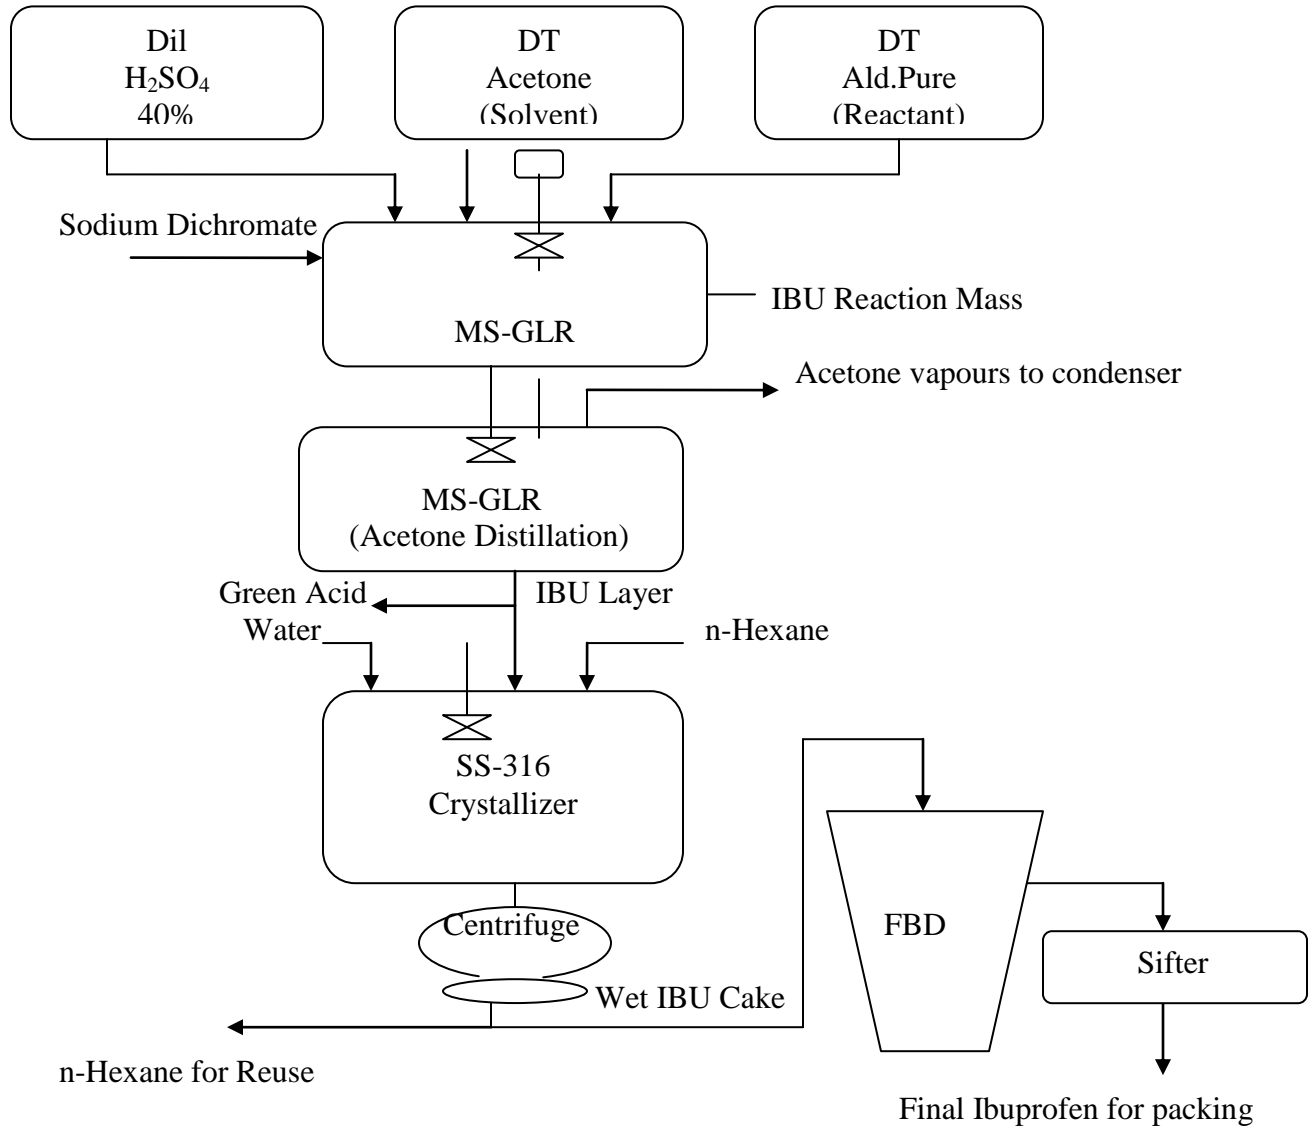 Dil
H₂SO₄
40%
DT
Acetone
(Solvent)
DT
Ald.Pure
(Reactant)
Sodium Dichromate
IBU Reaction Mass
MS-GLR
Acetone vapours to condenser
MS-GLR
(Acetone Distillation)
Green Acid
IBU Layer
Water
n-Hexane
SS-316
Crystallizer
Centrifuge
FBD
Sifter
Wet IBU Cake
n-Hexane for Reuse
Final Ibuprofen for packing